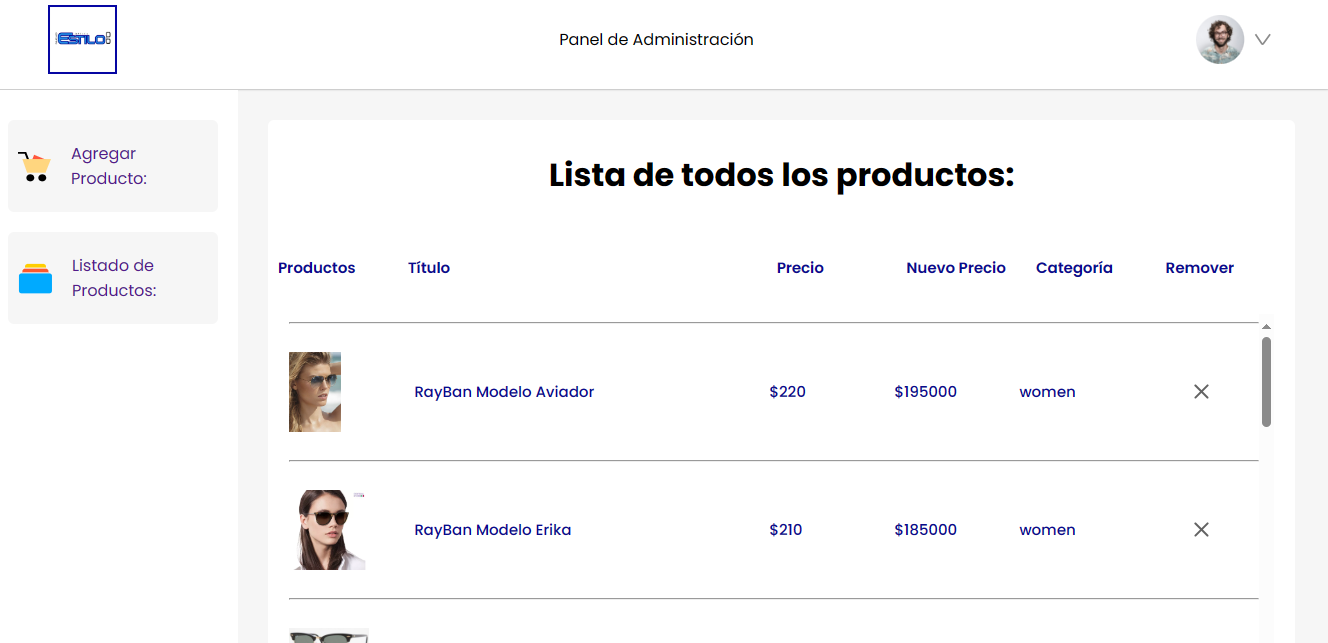 EsTiLO
Panel de Administración
Agregar
Producto:
Listado de
Productos:
Lista de todos los productos:
Productos Título Precio Nuevo Precio Categoría Remover
RayBan Modelo Aviador $220 $195000 women
RayBan Modelo Erika $210 $185000 women